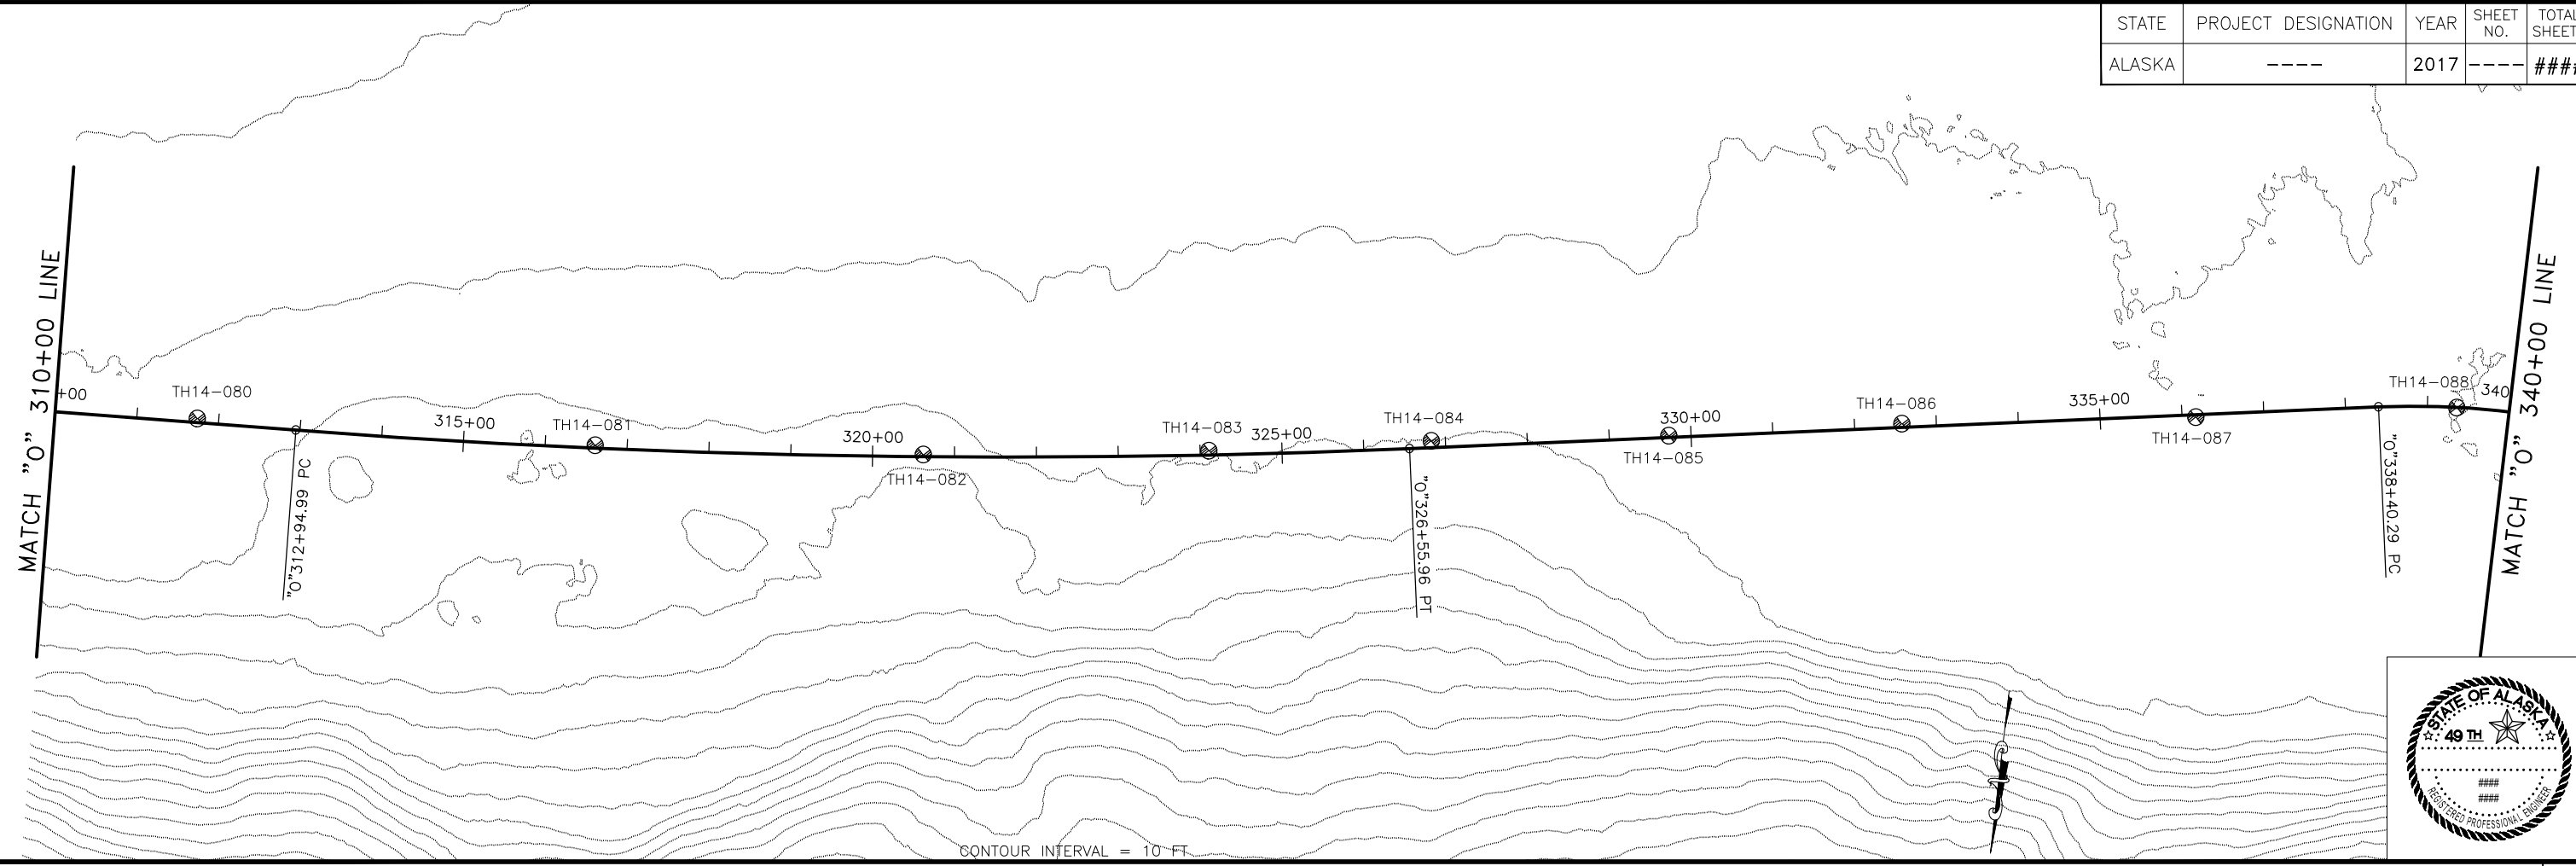 STATE
PROJECT DESIGNATION
YEAR
SHEET NO.
TOTAL
SHEET
ALASKA
----
2017
----
####
MATCH "O" 310+00 LINE
+00
TH14-080
"O"312+94.99 PC
315+00
TH14-081
320+00
TH14-082
TH14-083
325+00
TH14-084
"O"326+55.96 PT
330+00
TH14-085
TH14-086
335+00
TH14-087
"O"338+40.29 PC
TH14-088
340
MATCH "O" 340+00 LINE
CONTOUR INTERVAL = 10 FT
STATE OF ALASKA
49 TH
####
####
REGISTERED PROFESSIONAL ENGINEER